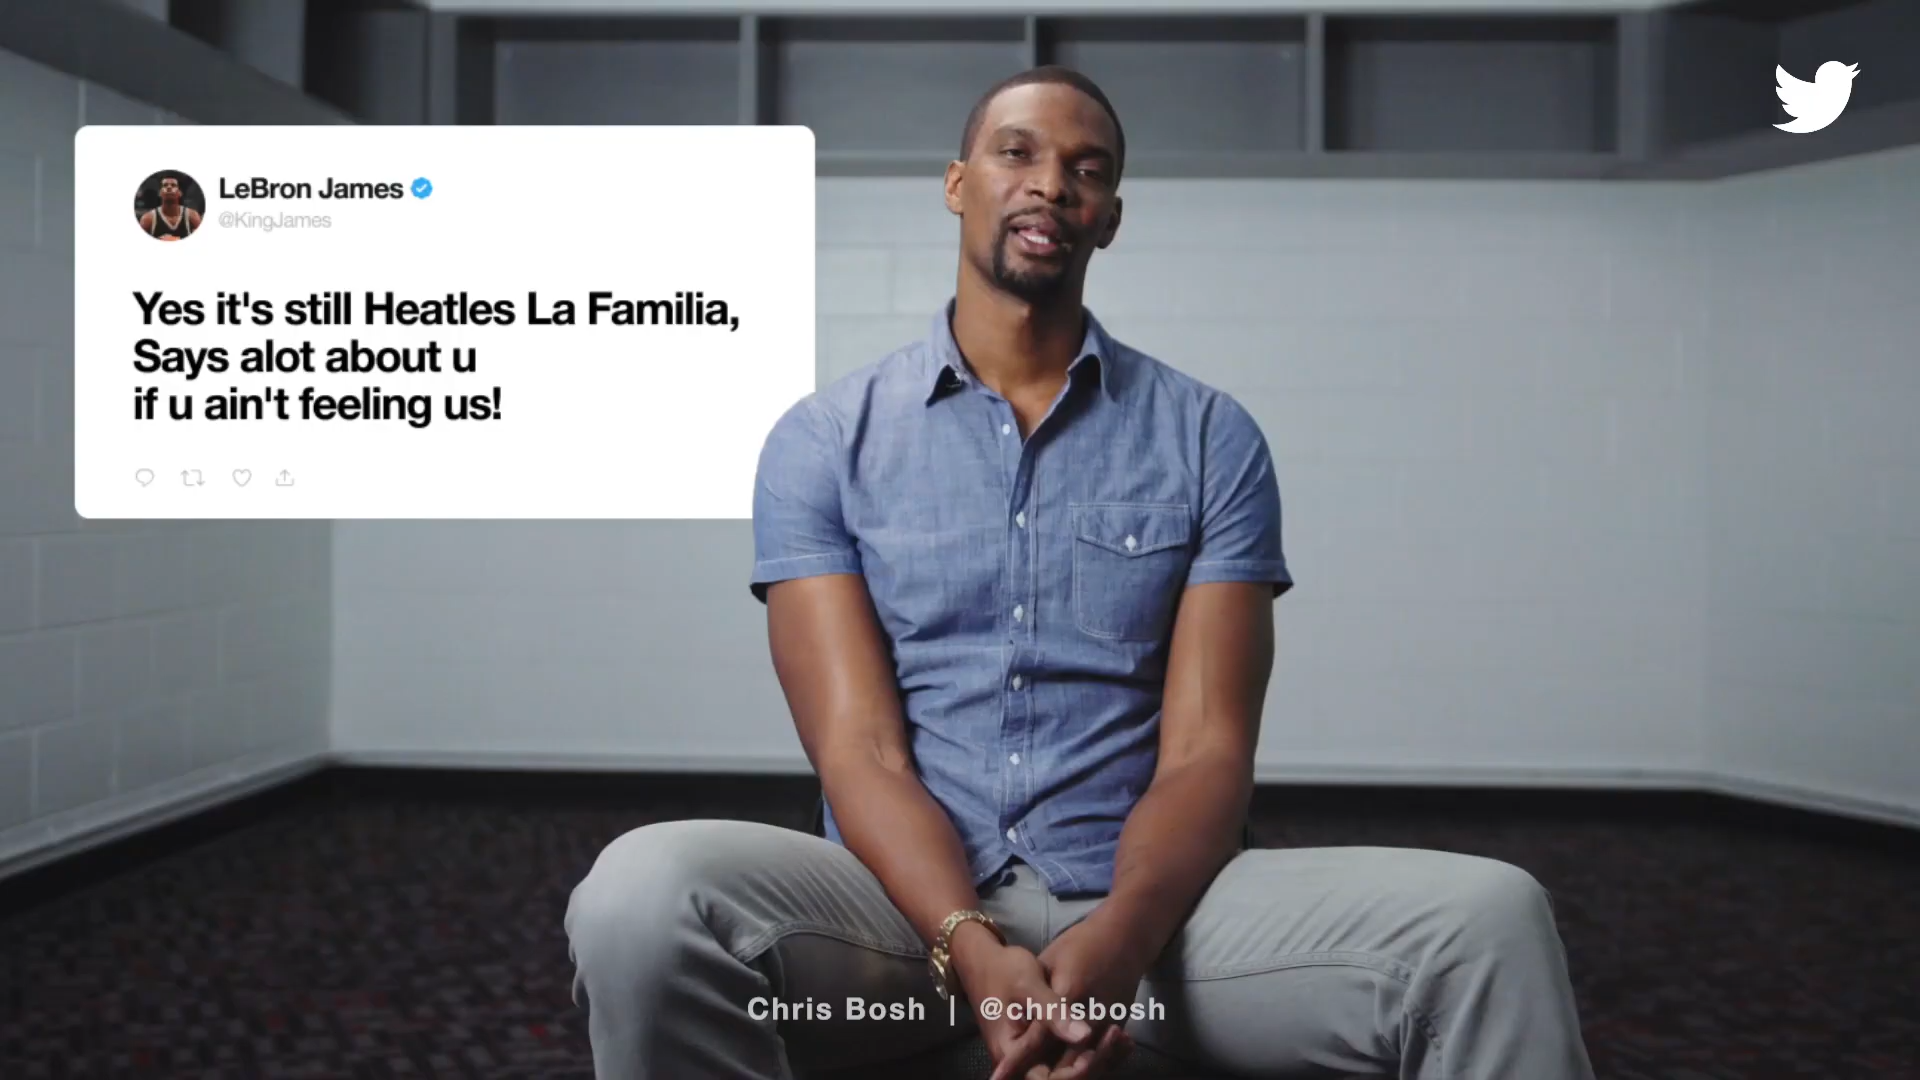 LeBron James
@KingJames
Yes it's still Heatles La Familia,
Says alot about u
if u ain't feeling us!
Chris Bosh | @chrisbosh